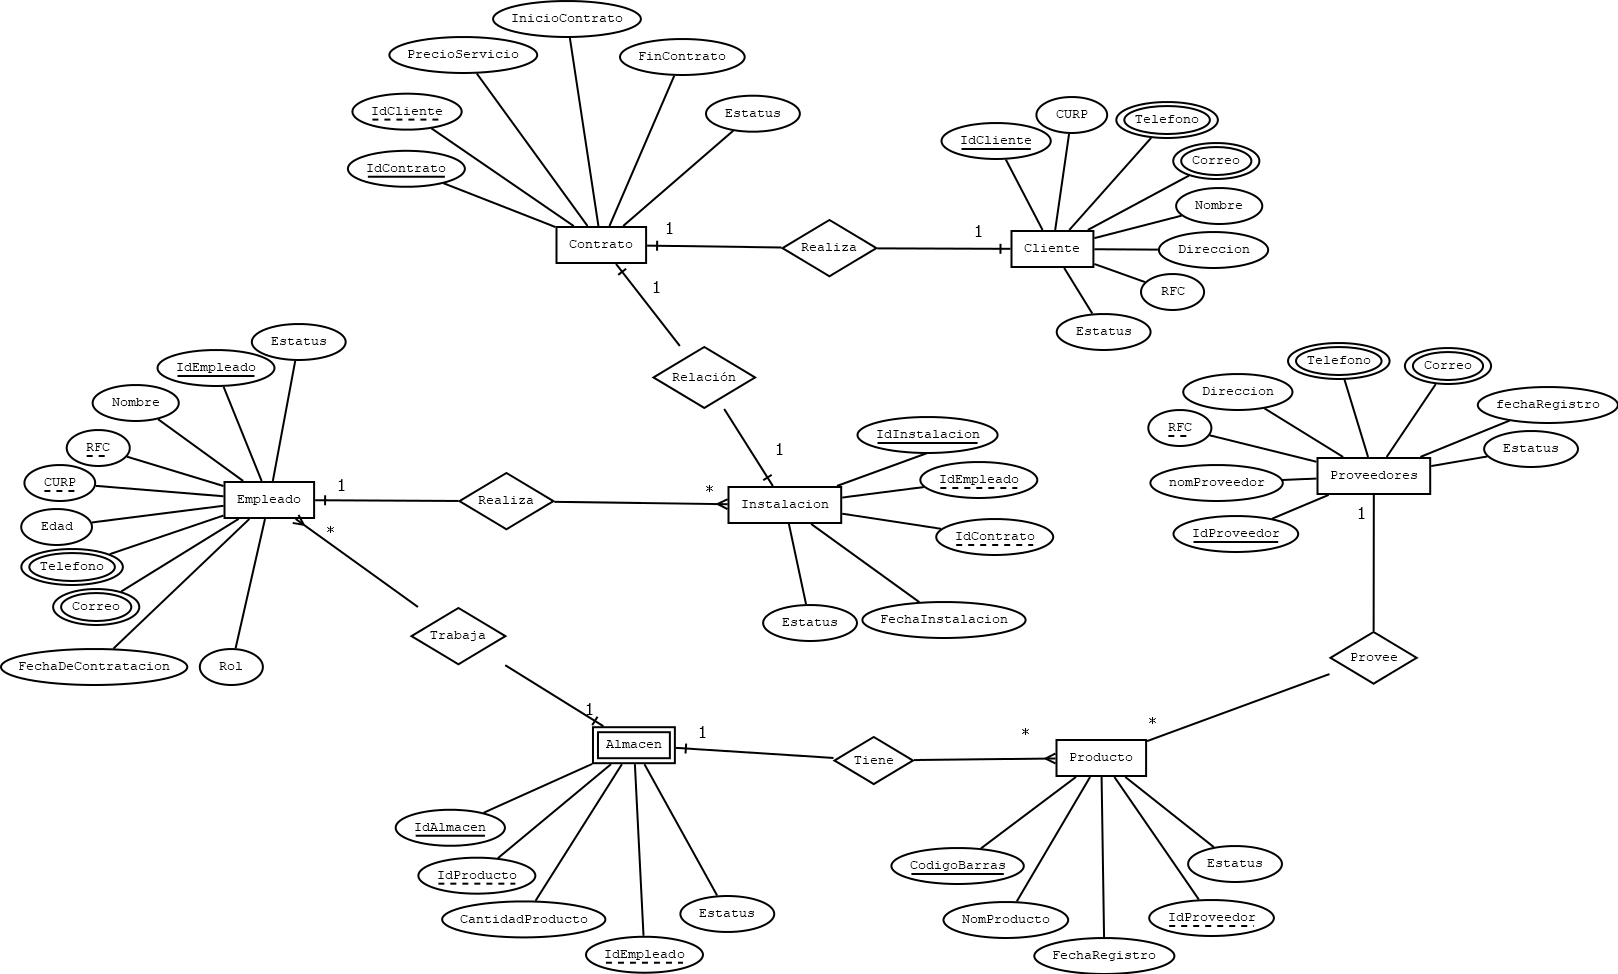 InicioContrato
PrecioServicio
FinContrato
IdCliente
Estatus
IdContrato
Contrato
1
Realiza
1
IdCliente
CURP
Telefono
Correo
Nombre
Direccion
RFC
Estatus
Cliente
1
Relación
1
Estatus
IdEmpleado
Nombre
RFC
CURP
Edad
Telefono
Correo
FechaDeContratacion
Rol
Empleado
1
Realiza
*
Instalacion
IdInstalacion
IdEmpleado
IdContrato
FechaInstalacion
Estatus
*
Trabaja
1
Direccion
Telefono
Correo
fechaRegistro
Estatus
RFC
nomProveedor
IdProveedor
Proveedores
1
Provee
*
Almacen
1
Tiene
*
Producto
IdAlmacen
IdProducto
CantidadProducto
IdEmpleado
Estatus
CodigoBarras
NomProducto
FechaRegistro
IdProveedor
Estatus